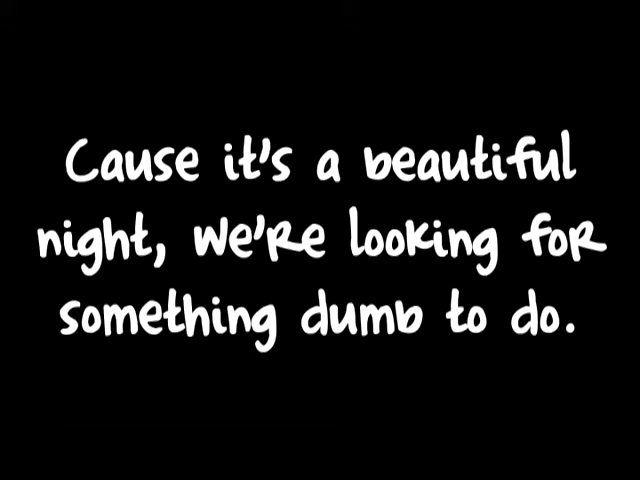 Cause it's a beautiful
night, we're looking for
something dumb to do.